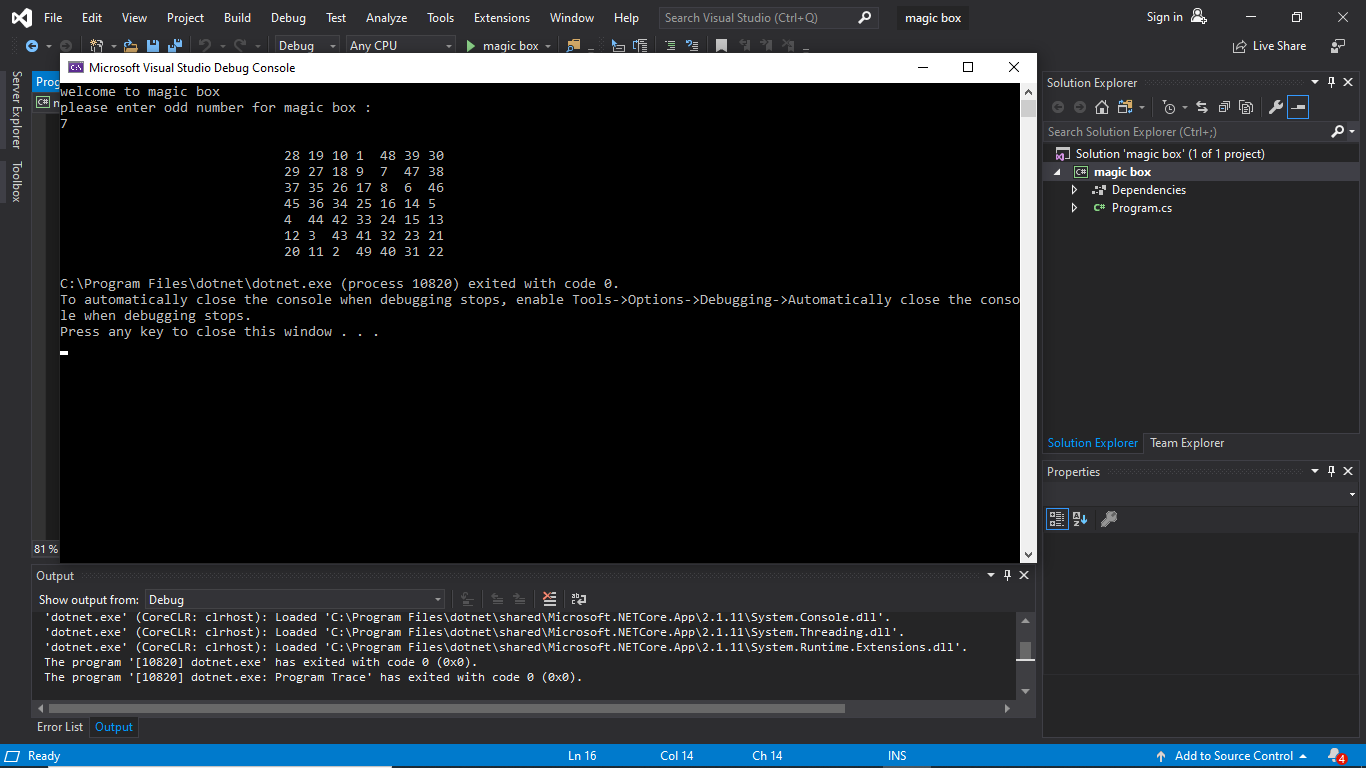 File Edit View Project Build Debug Test Analyze Tools Extensions Window Help Search Visual Studio (Ctrl+Q) magic box Sign in
Debug Any CPU magic box Live Share
Microsoft Visual Studio Debug Console
Server Explorer
Toolbox
Prog
C#
welcome to magic box
please enter odd number for magic box :
7
28 19 10 1 48 39 30
29 27 18 9 7 47 38
37 35 26 17 8 6 46
45 36 34 25 16 14 5
4 44 42 33 24 15 13
12 3 43 41 32 23 21
20 11 2 49 40 31 22
C:\Program Files\dotnet\dotnet.exe (process 10820) exited with code 0.
To automatically close the console when debugging stops, enable Tools->Options->Debugging->Automatically close the conso
le when debugging stops.
Press any key to close this window . . .
81 %
Solution Explorer
Search Solution Explorer (Ctrl+;)
Solution 'magic box' (1 of 1 project)
C# magic box
Dependencies
C# Program.cs
Solution Explorer Team Explorer
Properties
Output
Show output from: Debug
'dotnet.exe' (CoreCLR: clrhost): Loaded 'C:\Program Files\dotnet\shared\Microsoft.NETCore.App\2.1.11\System.Console.dll'.
'dotnet.exe' (CoreCLR: clrhost): Loaded 'C:\Program Files\dotnet\shared\Microsoft.NETCore.App\2.1.11\System.Threading.dll'.
'dotnet.exe' (CoreCLR: clrhost): Loaded 'C:\Program Files\dotnet\shared\Microsoft.NETCore.App\2.1.11\System.Runtime.Extensions.dll'.
The program '[10820] dotnet.exe' has exited with code 0 (0x0).
The program '[10820] dotnet.exe: Program Trace' has exited with code 0 (0x0).
Error List Output
Ready Ln 16 Col 14 Ch 14 INS Add to Source Control 4